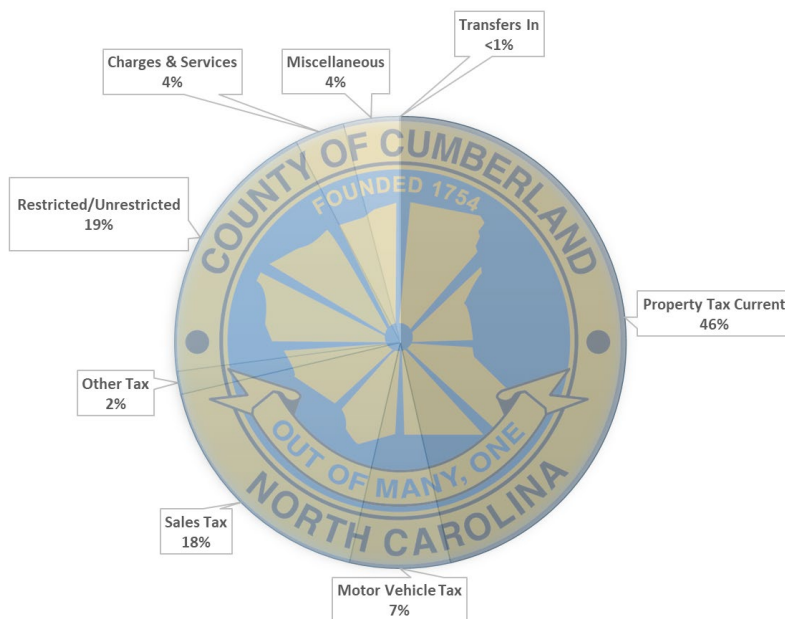 Transfers In
<1%
Charges & Services
4%
Miscellaneous
4%
COUNTY OF CUMBERLAND
FOUNDED 1754
Restricted/Unrestricted
19%
Property Tax Current
46%
Other Tax
2%
OUT OF MANY, ONE
NORTH CAROLINA
Sales Tax
18%
Motor Vehicle Tax
7%